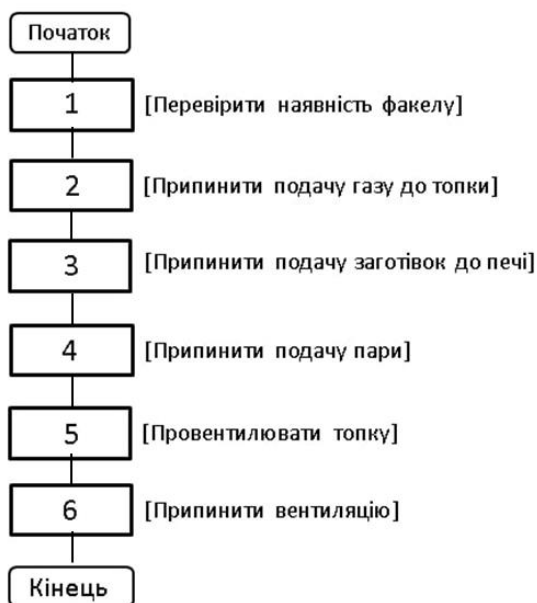 Початок
1 [Перевірити наявність факелу]
2 [Припинити подачу газу до топки]
3 [Припинити подачу заготівок до печі]
4 [Припинити подачу пари]
5 [Провентилювати топку]
6 [Припинити вентиляцію]
Кінець